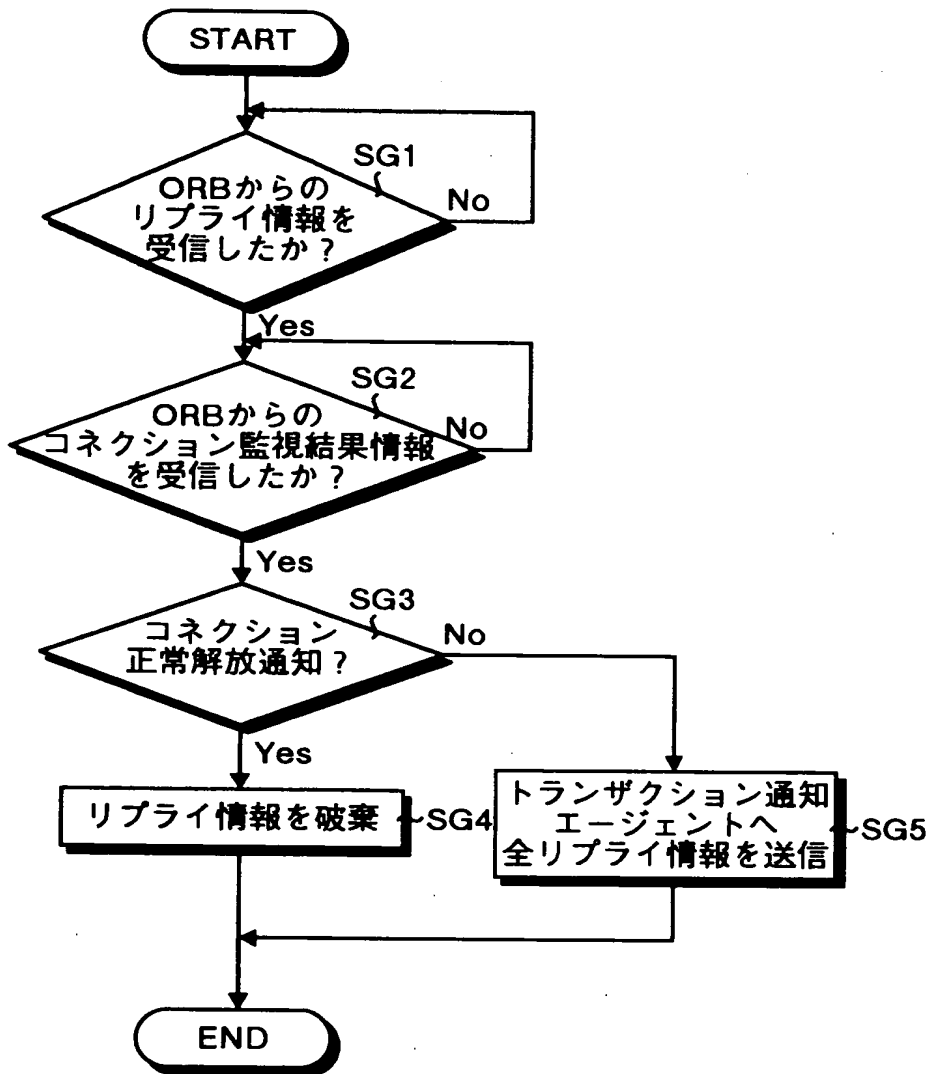 START
SG1
ORBからの
リプライ情報を
受信したか？
No
Yes
SG2
ORBからの
コネクション監視結果情報
を受信したか？
No
Yes
SG3
コネクション
正常解放通知？
No
Yes
リプライ情報を破棄
SG4
トランザクション通知
エージェントへ
全リプライ情報を送信
SG5
END